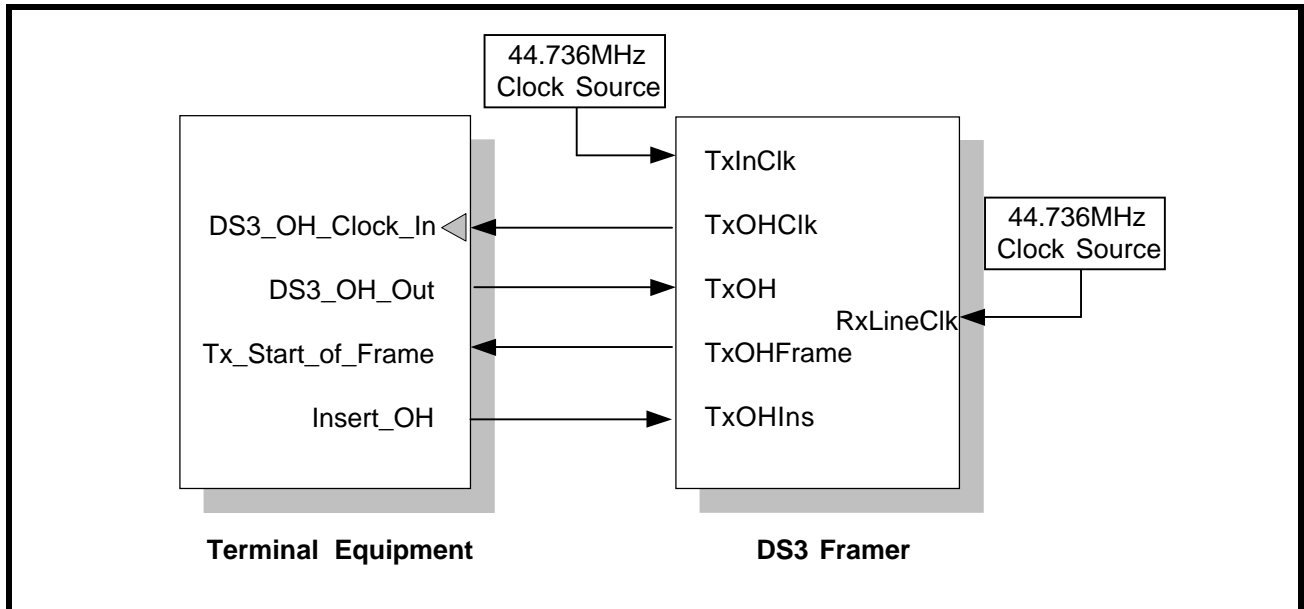 44.736MHz
Clock Source
TxInClk
DS3_OH_Clock_In
TxOHClk
44.736MHz
Clock Source
DS3_OH_Out
TxOH
RxLineClk
Tx_Start_of_Frame
TxOHFrame
Insert_OH
TxOHIns
Terminal Equipment
DS3 Framer